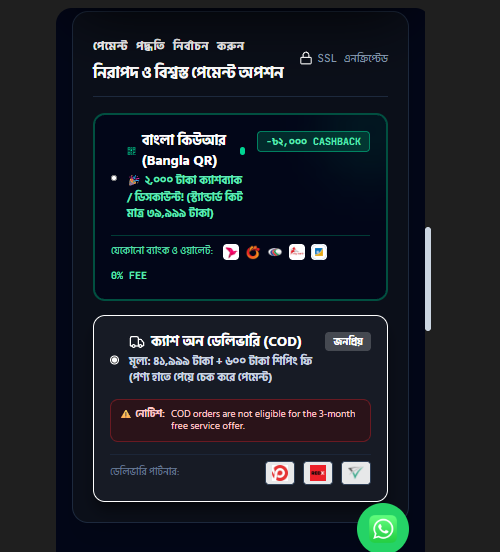 পেমেন্ট পদ্ধতি নির্বাচন করুন
নিরাপদ ও বিশ্বস্ত পেমেন্ট অপশন
SSL এনক্রিপ্টেড
বাংলা কিউআর
(Bangla QR)
-৳২,০০০ CASHBACK
🎉 ২,০০০ টাকা ক্যাশব্যাক
/ ডিসকাউন্ট! (স্ট্যান্ডার্ড কিট
মাত্র ৩৯,৯৯৯ টাকা)
যেকোনো ব্যাংক ও ওয়ালেট:
0% FEE
ক্যাশ অন ডেলিভারি (COD)
জনপ্রিয়
মূল্য: ৪১,৯৯৯ টাকা + ৬০০ টাকা শিপিং ফি
(পণ্য হাতে পেয়ে চেক করে পেমেন্ট)
⚠️ নোটিশ: COD orders are not eligible for the 3-month
free service offer.
ডেলিভারি পার্টনার: